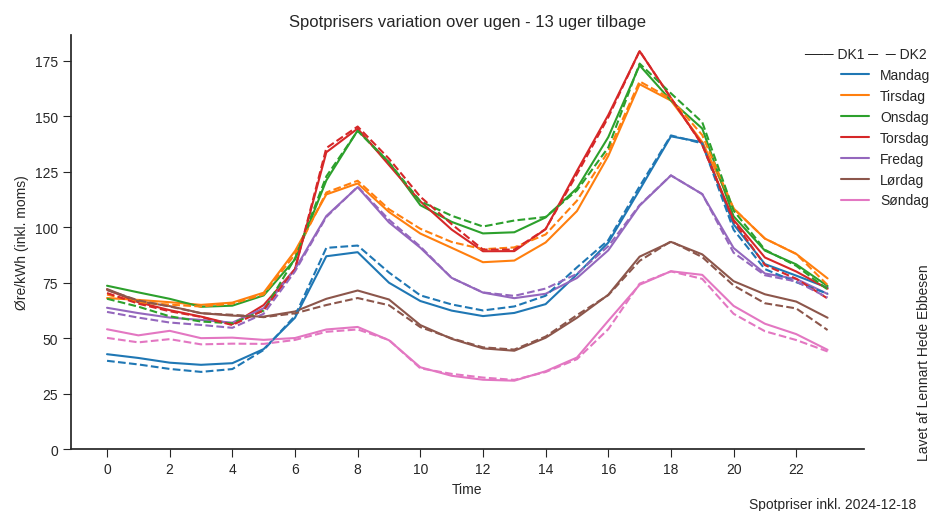 Spotprisers variation over ugen - 13 uger tilbage
DK1 DK2
Mandag
Tirsdag
Onsdag
Torsdag
Fredag
Lørdag
Søndag
Øre/kWh (inkl. moms)
175
150
125
100
75
50
25
0
0 2 4 6 8 10 12 14 16 18 20 22
Time
Lavet af Lennart Hede Ebbesen
Spotpriser inkl. 2024-12-18